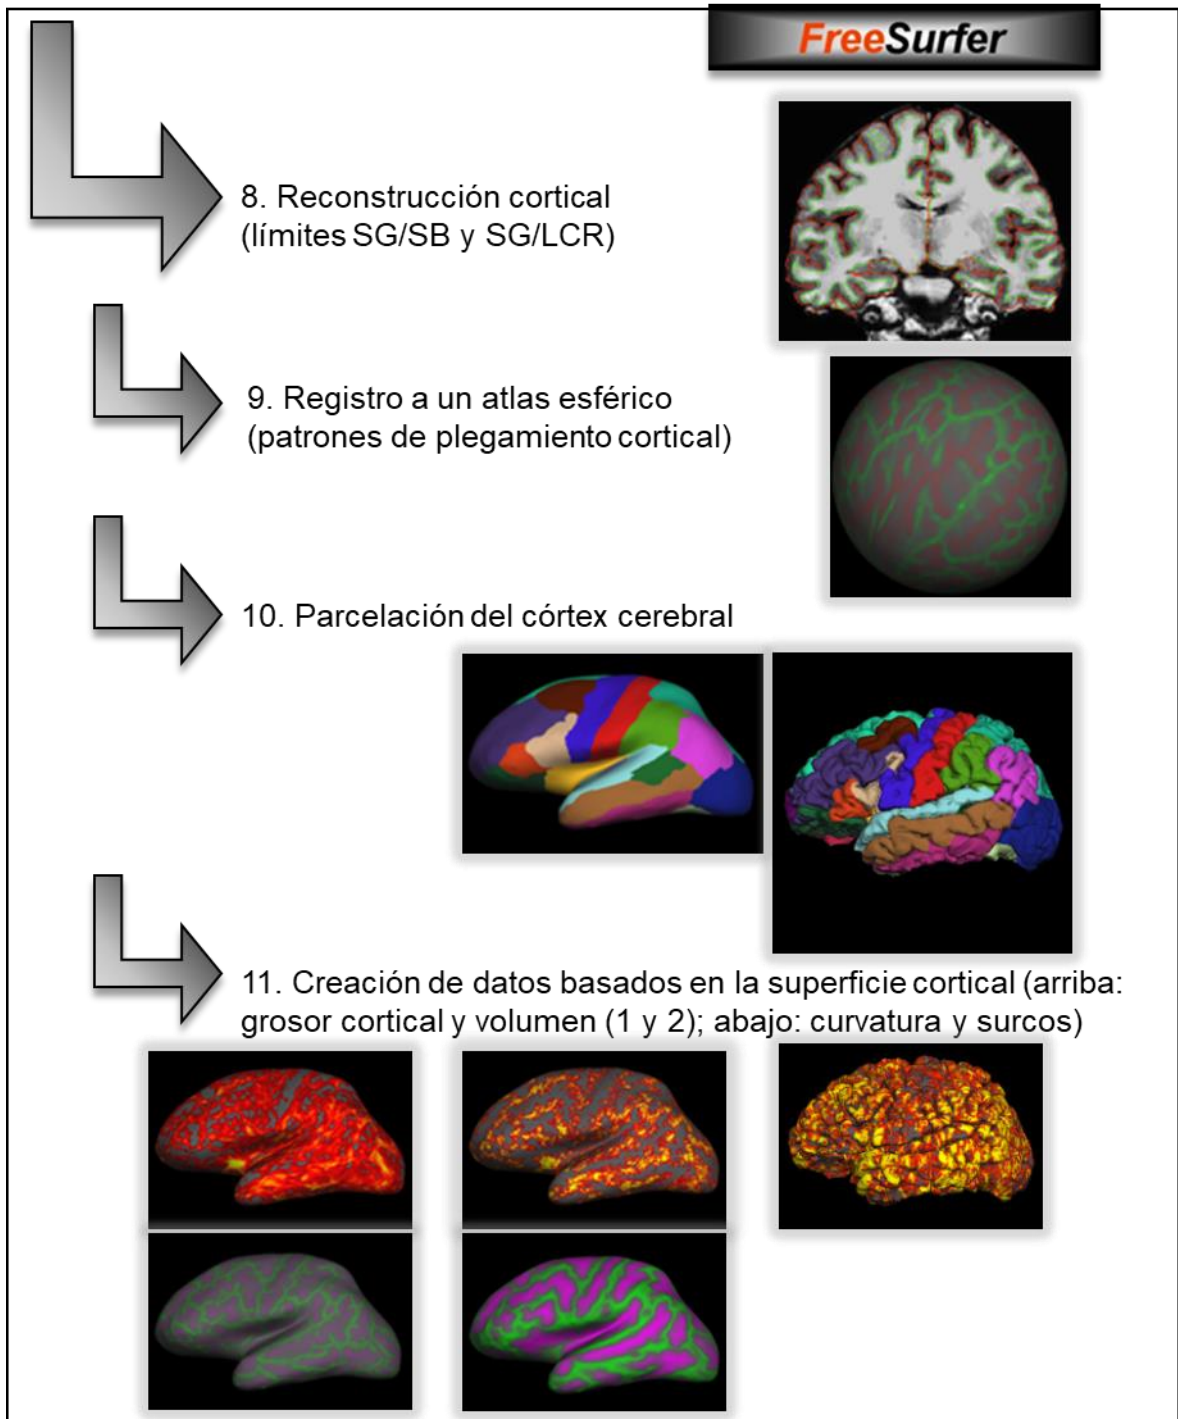 FreeSurfer
8. Reconstrucción cortical
(límites SG/SB y SG/LCR)
9. Registro a un atlas esférico
(patrones de plegamiento cortical)
10. Parcelación del córtex cerebral
11. Creación de datos basados en la superficie cortical (arriba:
grosor cortical y volumen (1 y 2); abajo: curvatura y surcos)